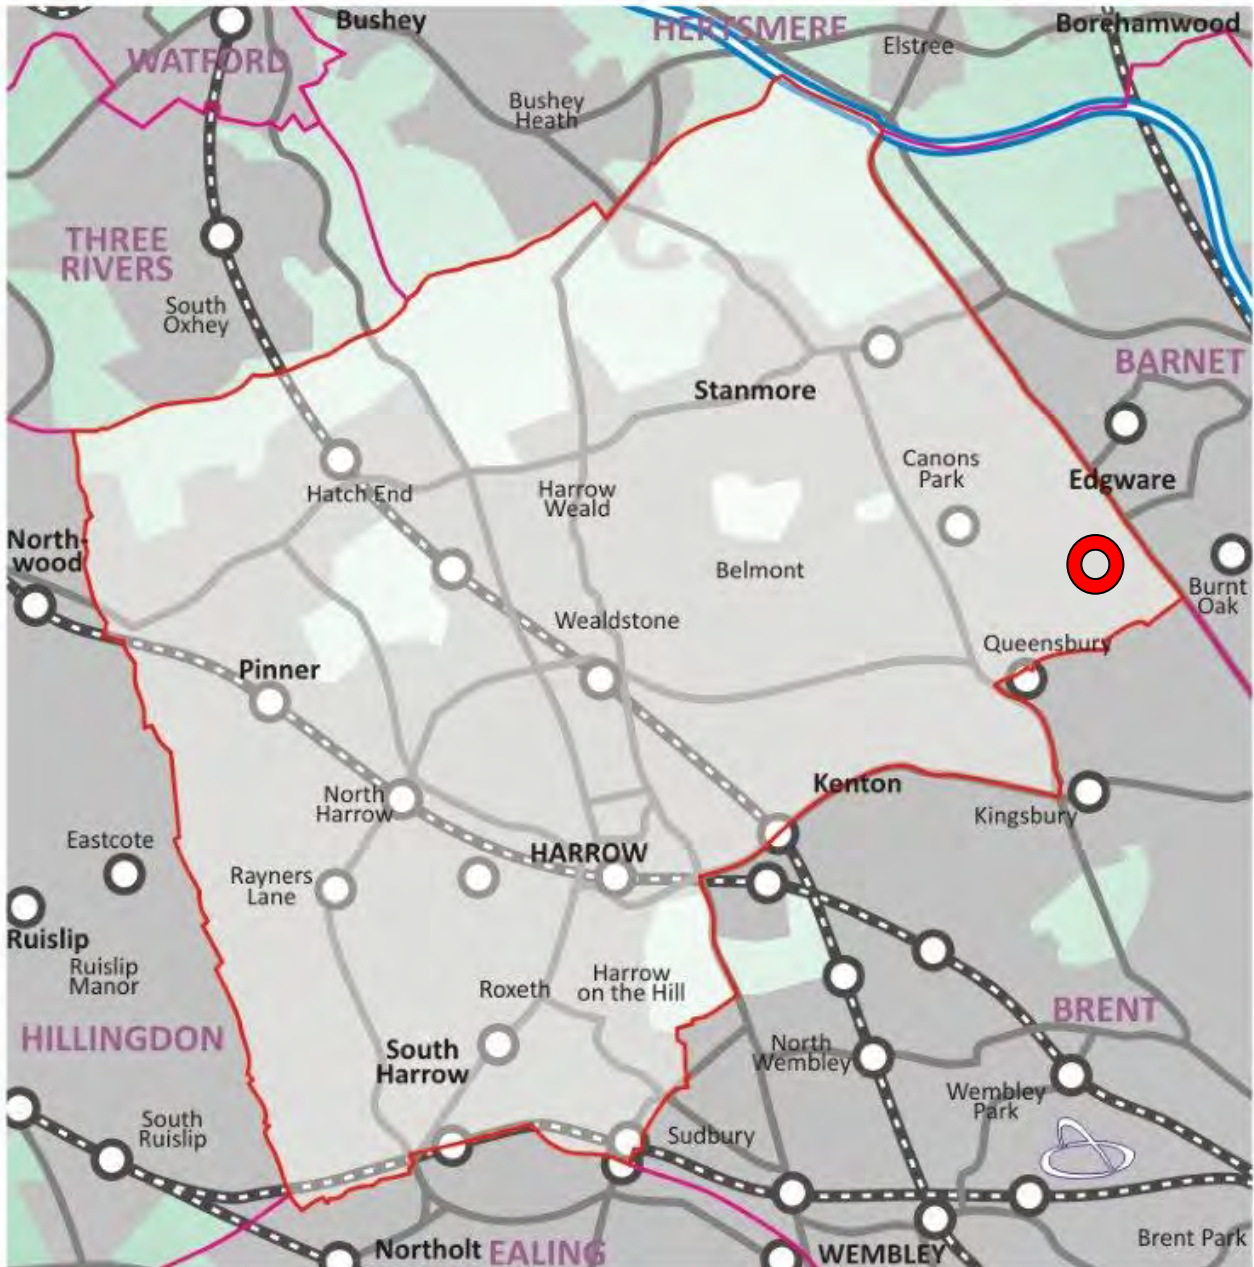 Bushey
HERTSMERE
Borehamwood
Elstree
WATFORD
Bushey
Heath
THREE
RIVERS
South
Oxhey
BARNET
Stanmore
Canons
Park
Edgware
Hatch End
Harrow
Weald
North-
wood
Belmont
Burnt
Oak
Wealdstone
Queensbury
Pinner
Kenton
North
Harrow
Kingsbury
Eastcote
HARROW
Rayners
Lane
Ruislip
Ruislip
Manor
Harrow
on the Hill
Roxeth
BRENT
HILLINGDON
South
Harrow
North
Wembley
Wembley
Park
South
Ruislip
Sudbury
Brent Park
Northolt
EALING
WEMBLEY